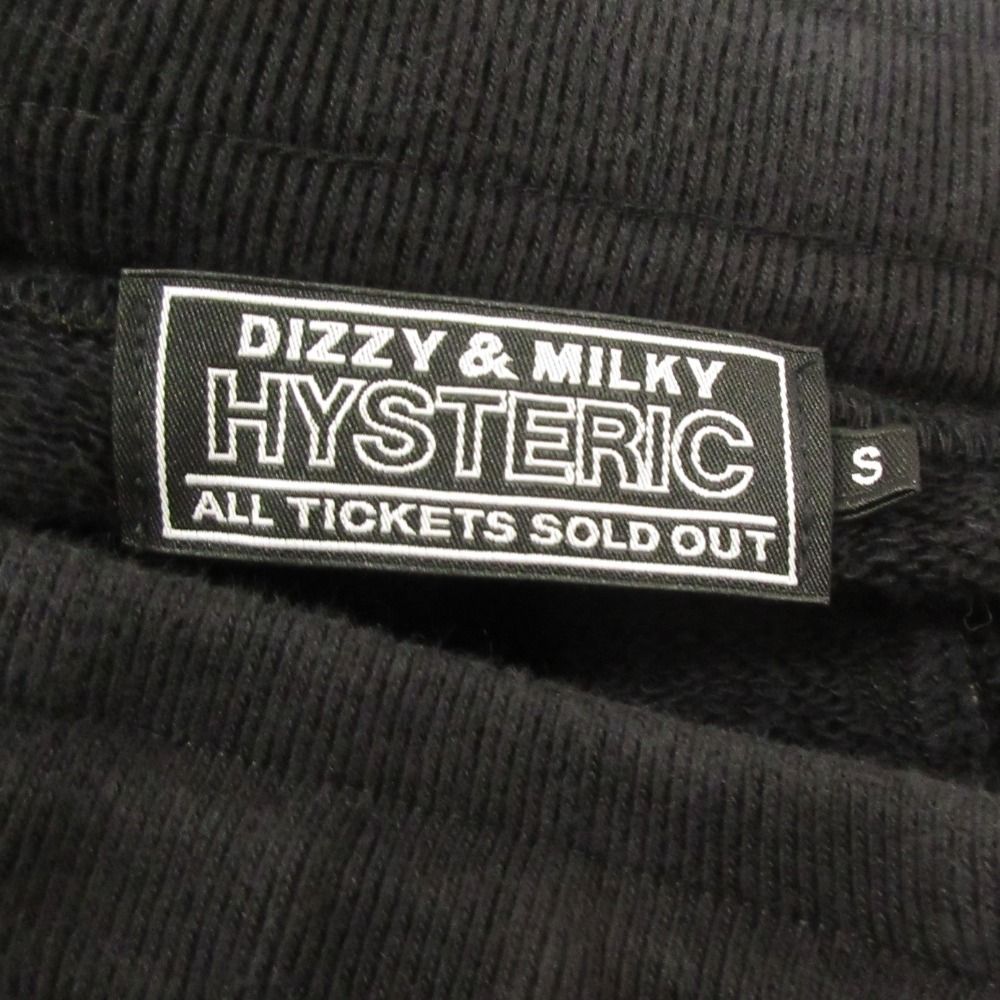 DIZZY & MILKY
HYSTERIC
ALL TICKETS SOLD OUT
S